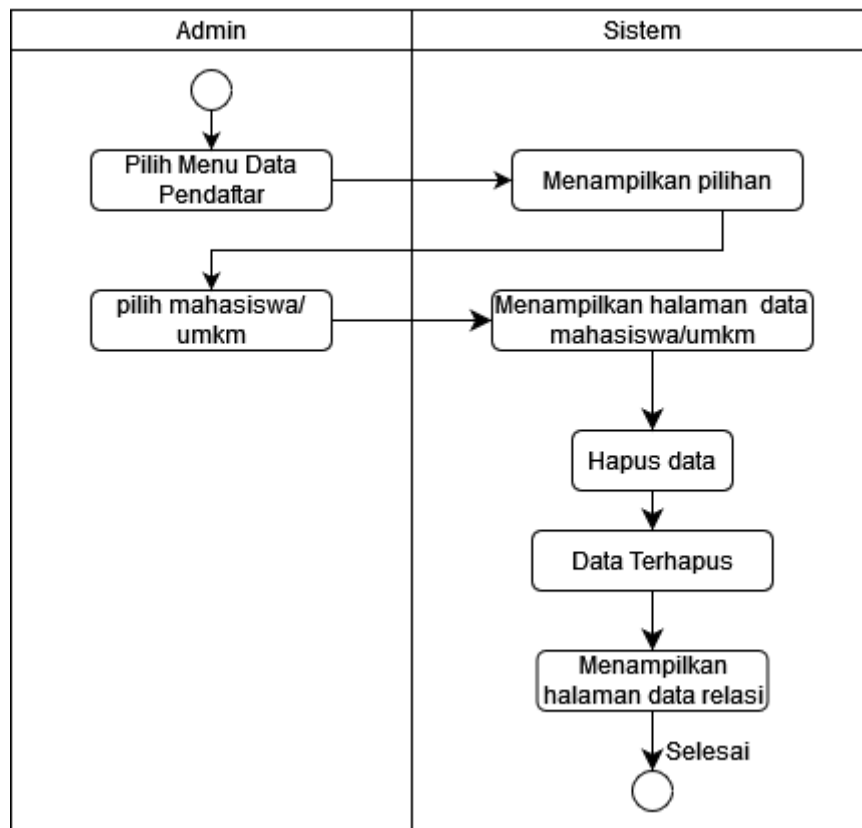 Admin
Sistem
Pilih Menu Data
Pendaftar
Menampilkan pilihan
pilih mahasiswa/
umkm
Menampilkan halaman data
mahasiswa/umkm
Hapus data
Data Terhapus
Menampilkan
halaman data relasi
Selesai